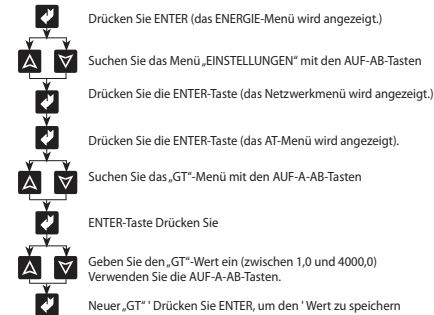 Drücken Sie ENTER (das ENERGIE-Menü wird angezeigt.)
Suchen Sie das Menü „EINSTELLUNGEN“ mit den AUF-AB-Tasten
Drücken Sie die ENTER-Taste (das Netzwerkmenü wird angezeigt.)
Drücken Sie die ENTER-Taste (das AT-Menü wird angezeigt).
Suchen Sie das „GT“-Menü mit den AUF-A-AB-Tasten
ENTER-Taste Drücken Sie
Geben Sie den „GT“-Wert ein (zwischen 1,0 und 4000,0)
Verwenden Sie die AUF-A-AB-Tasten.
Neuer „GT“ ' Drücken Sie ENTER, um den ' Wert zu speichern